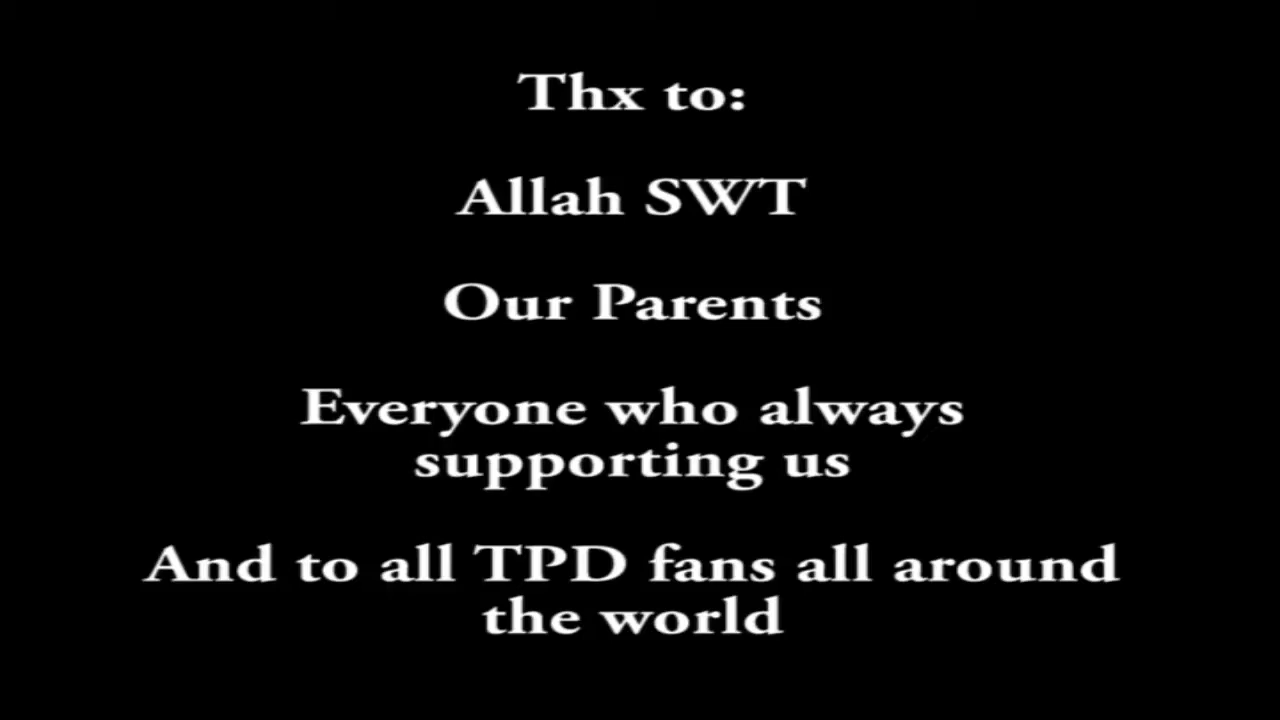 Thx to:
Allah SWT
Our Parents
Everyone who always
supporting us
And to all TPD fans all around
the world